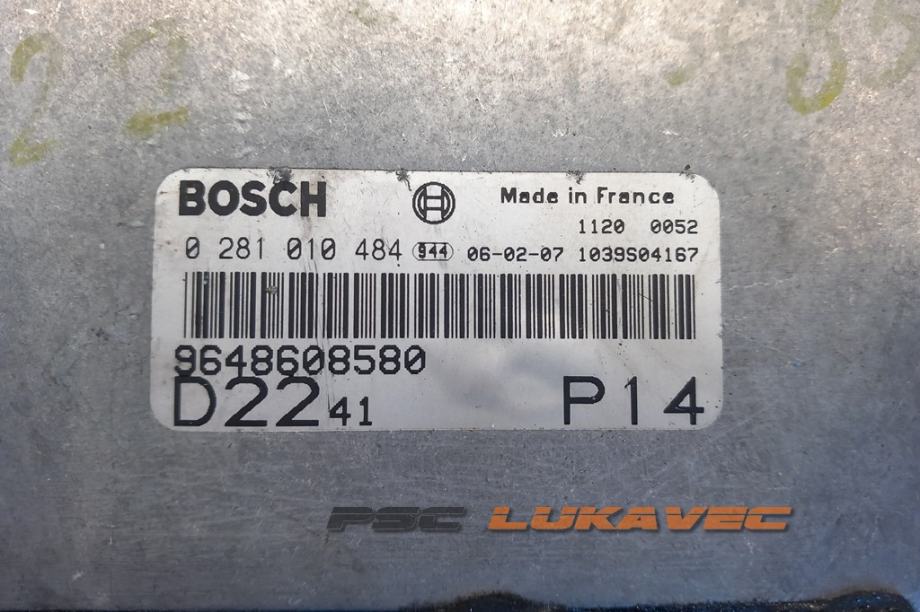 22
BOSCH Made in France
1120 0052
0 281 010 484 944 06-02-07 1039S04167
9648608580
D22 41 P14
PSC LUKAVEC